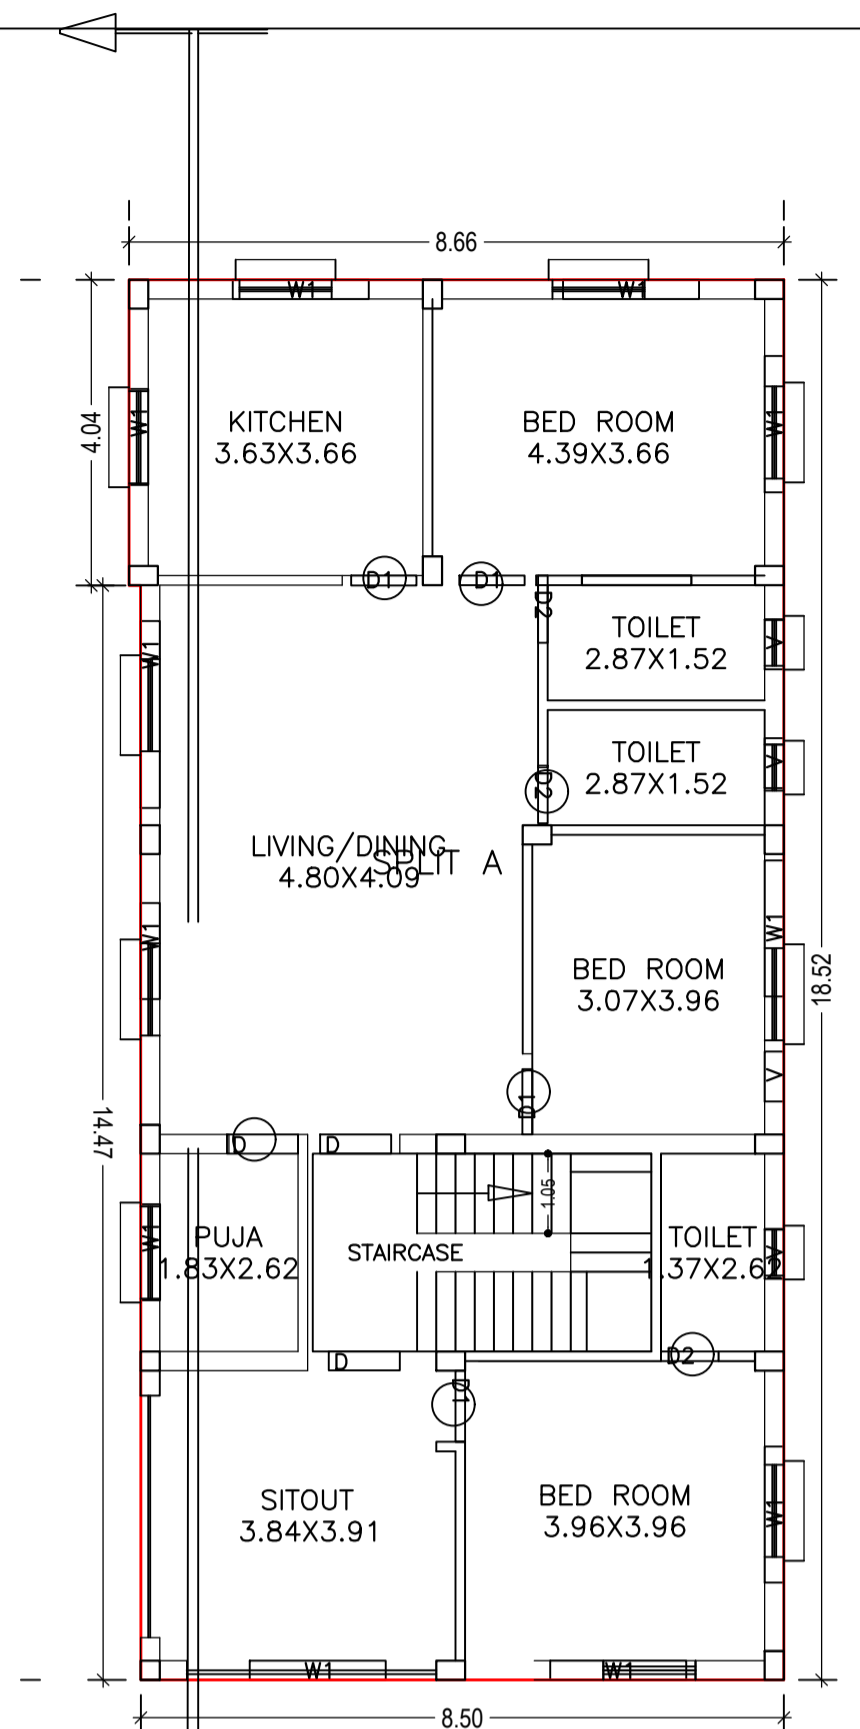 8.66
W1
W1
4.04
W1
KITCHEN
3.63X3.66
BED ROOM
4.39X3.66
W1
D1
D1
D2
TOILET
2.87X1.52
V
W1
TOILET
2.87X1.52
V
D2
LIVING/DINING
4.80X4.09
SPLIT A
W1
BED ROOM
3.07X3.96
W1
18.52
V
D1
14.47
D
D
W1
PUJA
1.83X2.62
STAIRCASE
1.05
TOILET
1.37X2.62
V
D
D2
D1
SITOUT
3.84X3.91
BED ROOM
3.96X3.96
W1
W1
W1
8.50